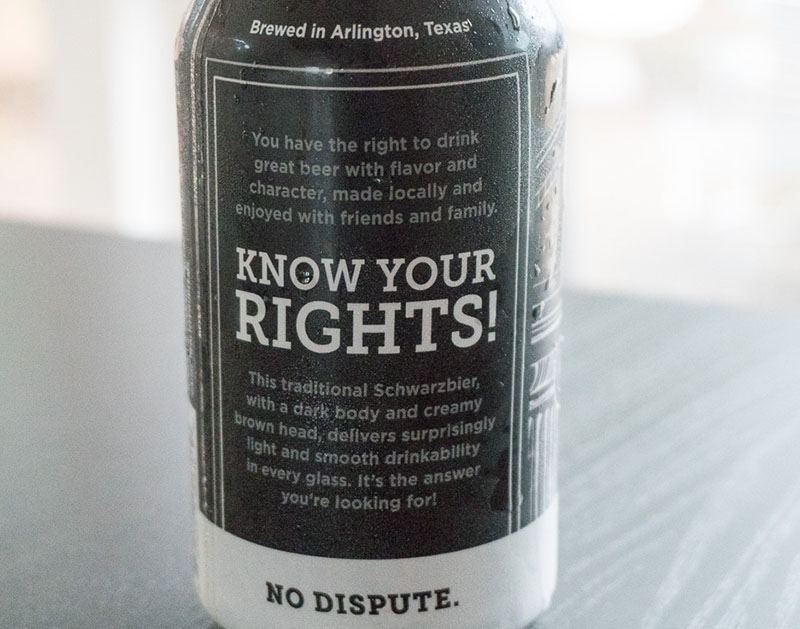 Brewed in Arlington, Texas
You have the right to drink
great beer with flavor and
character, made locally and
enjoyed with friends and family.
KNOW YOUR
RIGHTS!
This traditional Schwarzbier,
with a dark body and creamy
brown head, delivers surprisingly
light and smooth drinkability
in every glass. It's the answer
you're looking for!
NO DISPUTE.